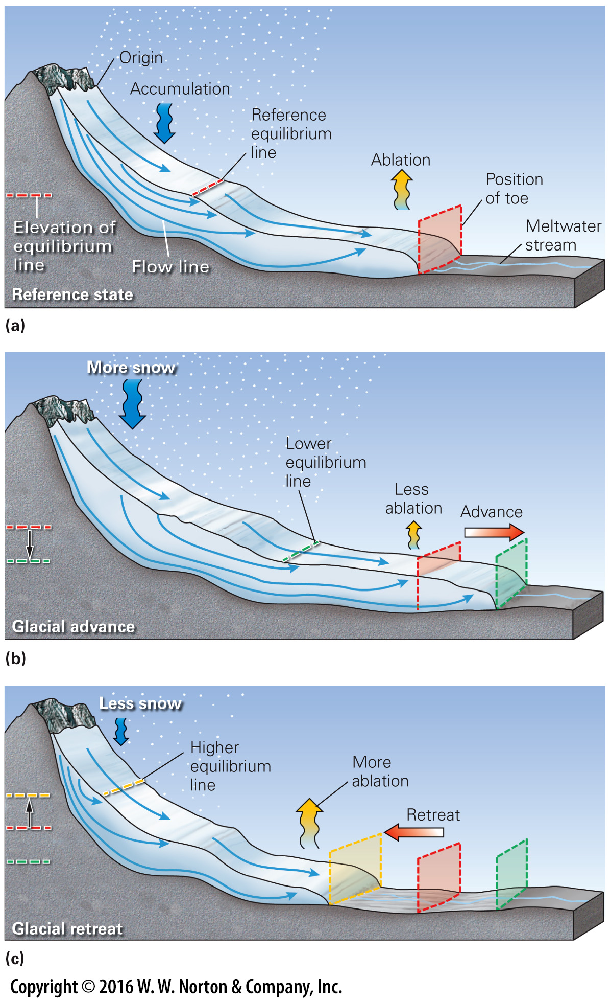 Origin
Accumulation
Reference
equilibrium
line
Ablation
Position
of toe
Meltwater
stream
Elevation of
equilibrium
line
Flow line
Reference state
(a)
More snow
Lower
equilibrium
line
Less
ablation
Advance
Glacial advance
(b)
Less snow
Higher
equilibrium
line
More
ablation
Retreat
Glacial retreat
(c)
Copyright © 2016 W. W. Norton & Company, Inc.